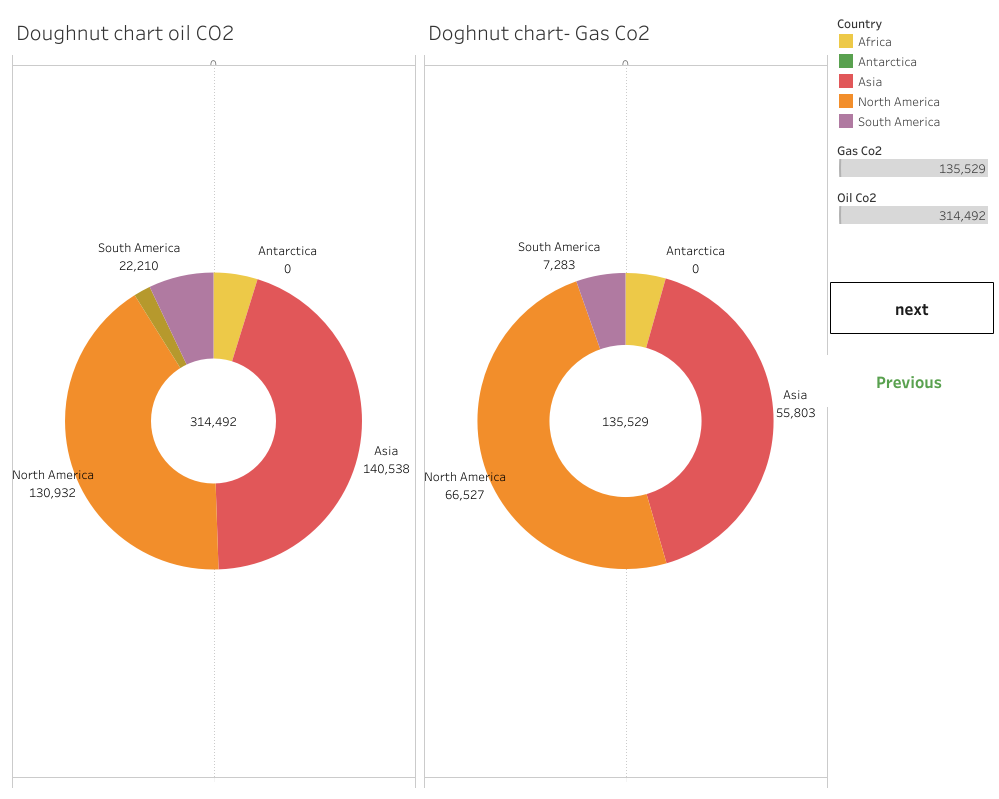 Doughnut chart oil CO2
0
South America
22,210
Antarctica
0
314,492
Asia
140,538
North America
130,932
Doghnut chart- Gas Co2
0
South America
7,283
Antarctica
0
135,529
Asia
55,803
North America
66,527
Country
Africa
Antarctica
Asia
North America
South America
Gas Co2
135,529
Oil Co2
314,492
next
Previous